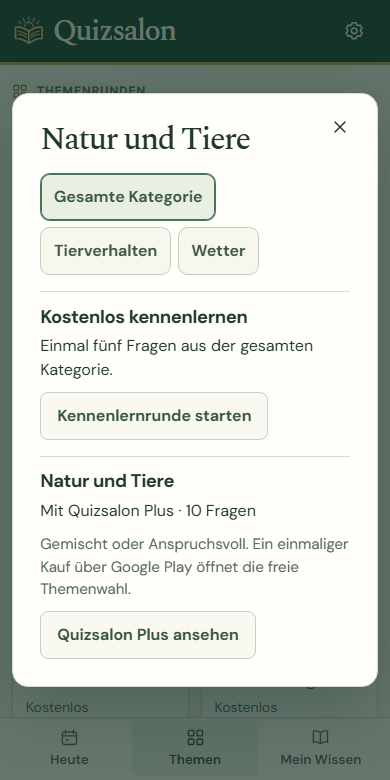 Quizsalon
THEMENRUNDEN
Natur und Tiere
Gesamte Kategorie
Tierverhalten
Wetter
Kostenlos kennenlernen
Einmal fünf Fragen aus der gesamten
Kategorie.
Kennenlernrunde starten
Natur und Tiere
Mit Quizsalon Plus · 10 Fragen
Gemischt oder Anspruchsvoll. Ein einmaliger
Kauf über Google Play öffnet die freie
Themenwahl.
Quizsalon Plus ansehen
Kostenlos
Kostenlos
Heute
Themen
Mein Wissen